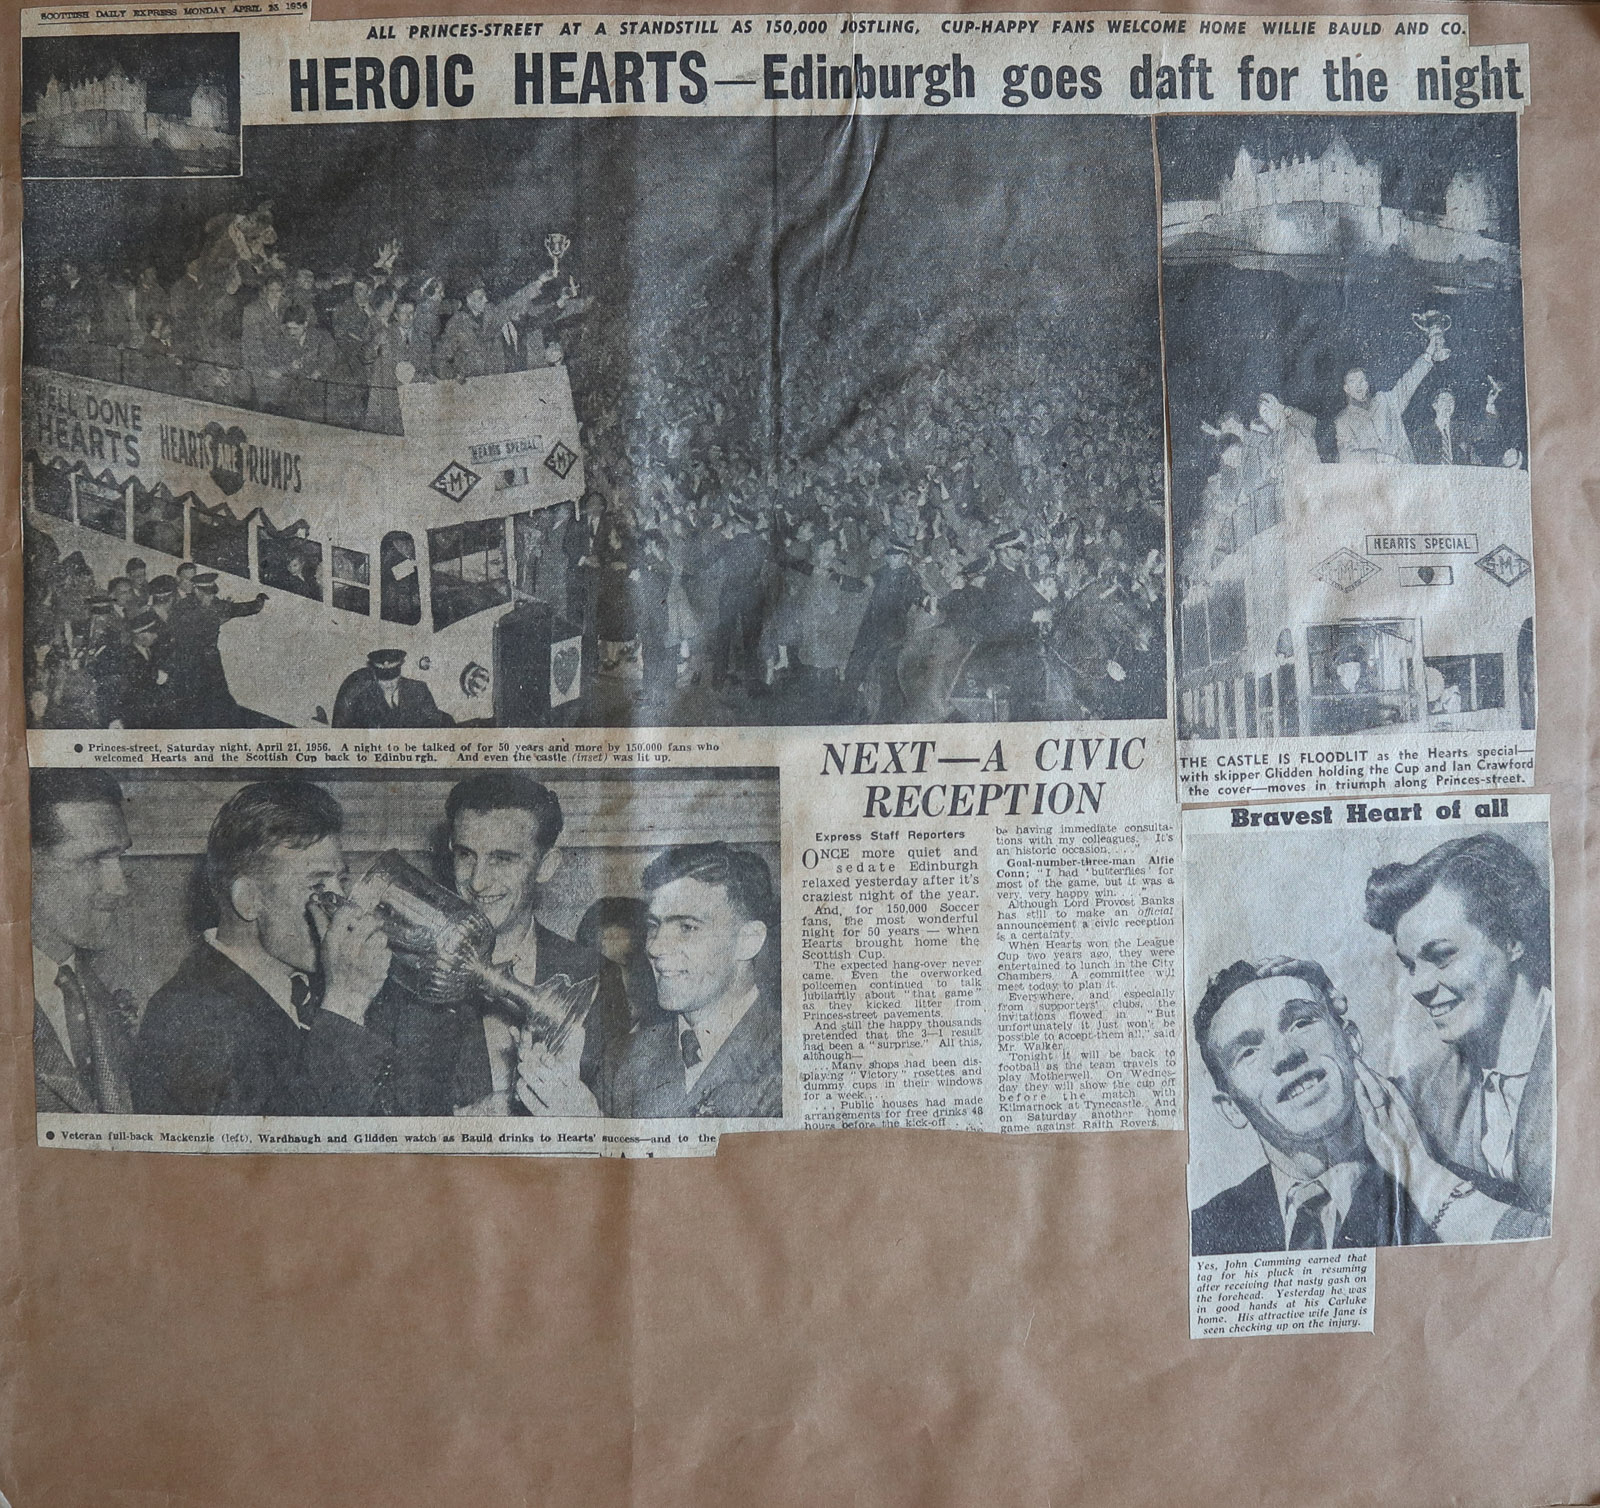 SCOTTISH DAILY EXPRESS MONDAY APRIL 23 1956
ALL PRINCES-STREET AT A STANDSTILL AS 150,000 JOSTLING, CUP-HAPPY FANS WELCOME HOME WILLIE BAULD AND CO.
HEROIC HEARTS—Edinburgh goes daft for the night
ELL DONE
HEARTS
HEARTS ARE TRUMPS
HEARTS SPECIAL
SMT
SMT
HEARTS SPECIAL
SMT
SMT
● Princes-street, Saturday night, April 21, 1956. A night to be talked of for 50 years and more by 150,000 fans who
welcomed Hearts and the Scottish Cup back to Edinburgh. And even the castle (inset) was lit up.
THE CASTLE IS FLOODLIT as the Hearts special—
with skipper Glidden holding the Cup and Ian Crawford
the cover—moves in triumph along Princes-street.
NEXT—A CIVIC
RECEPTION
Express Staff Reporters
ONCE more quiet and
sedate Edinburgh
relaxed yesterday after it's
craziest night of the year.
And, for 150,000 Soccer
fans, the most wonderful
night for 50 years — when
Hearts brought home the
Scottish Cup.
The expected hang-over never
came. Even the overworked
policemen continued to talk
jubilantly about "that game"
as they kicked litter from
Princes-street pavements.
And still the happy thousands
pretended that the 3—1 result
had been a "surprise." All this,
although—
. . . Many shops had been dis-
playing "Victory" rosettes and
dummy cups in their windows
for a week. . . .
. . . Public houses had made
arrangements for free drinks 48
hours before the kick-off . . .
be having immediate consulta-
tions with my colleagues. It's
an historic occasion. . . ."
Goal-number-three-man Alfie
Conn: "I had 'butterflies' for
most of the game, but it was a
very, very happy win. . . ."
Although Lord Provost Banks
has still to make an official
announcement a civic reception
is a certainty.
When Hearts won the League
Cup two years ago, they were
entertained to lunch in the City
Chambers. A committee will
meet today to plan it.
Everywhere, and especially
from supporters' clubs, the
invitations flowed in. "But
unfortunately it just won't be
possible to accept them all," said
Mr. Walker.
Tonight it will be back to
football as the team travels to
play Motherwell. On Wednes-
day they will show the cup off
before the match with
Kilmarnock at Tynecastle. And
on Saturday another home
game against Raith Rovers.
● Veteran full-back Mackenzie (left), Wardhaugh and Glidden watch as Bauld drinks to Hearts' success—and to the
Bravest Heart of all
Yes, John Cumming earned that
tag for his pluck in resuming
after receiving that nasty gash on
the forehead. Yesterday he was
in good hands at his Carluke
home. His attractive wife Jane is
seen checking up on the injury.